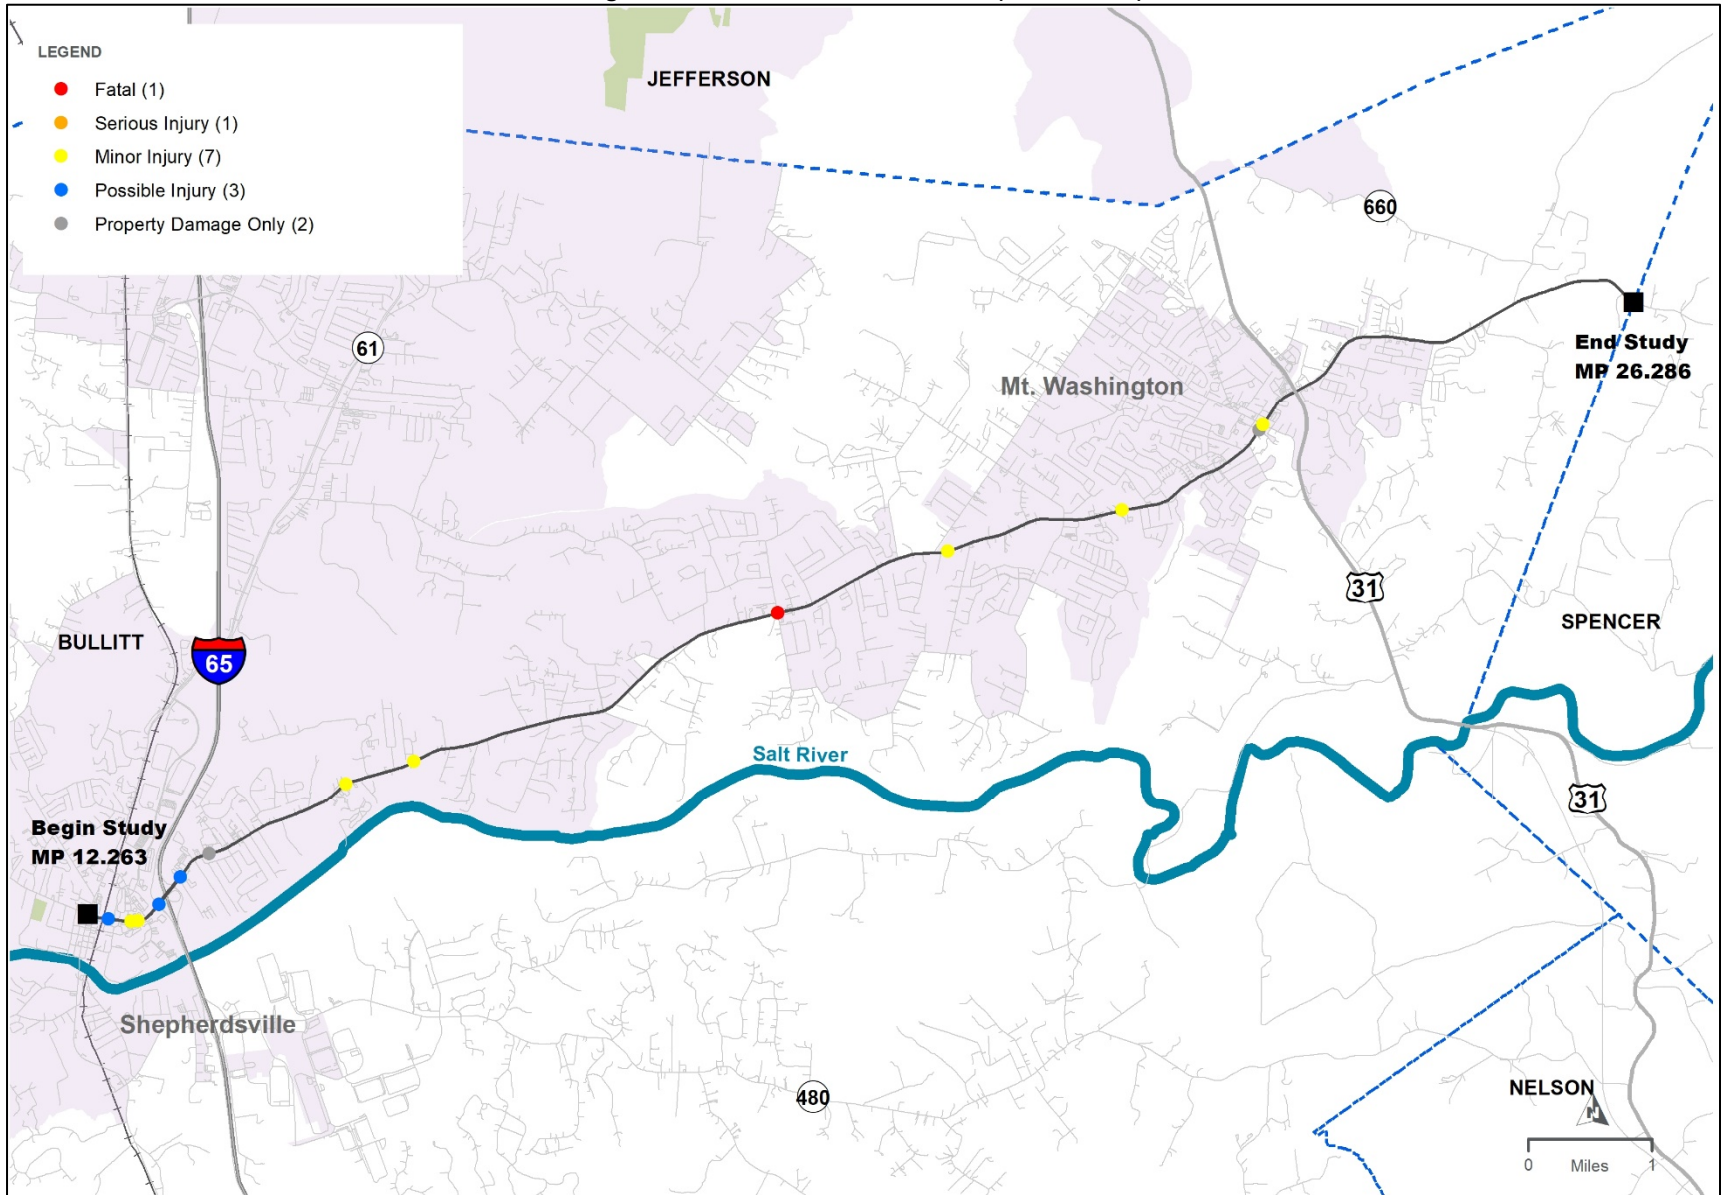 LEGEND
Fatal (1)
Serious Injury (1)
Minor Injury (7)
Possible Injury (3)
Property Damage Only (2)
JEFFERSON
660
61
End Study
MP 26.286
Mt. Washington
31
SPENCER
BULLITT
65
Salt River
31
Begin Study
MP 12.263
Shepherdsville
480
NELSON
N
0 Miles 1